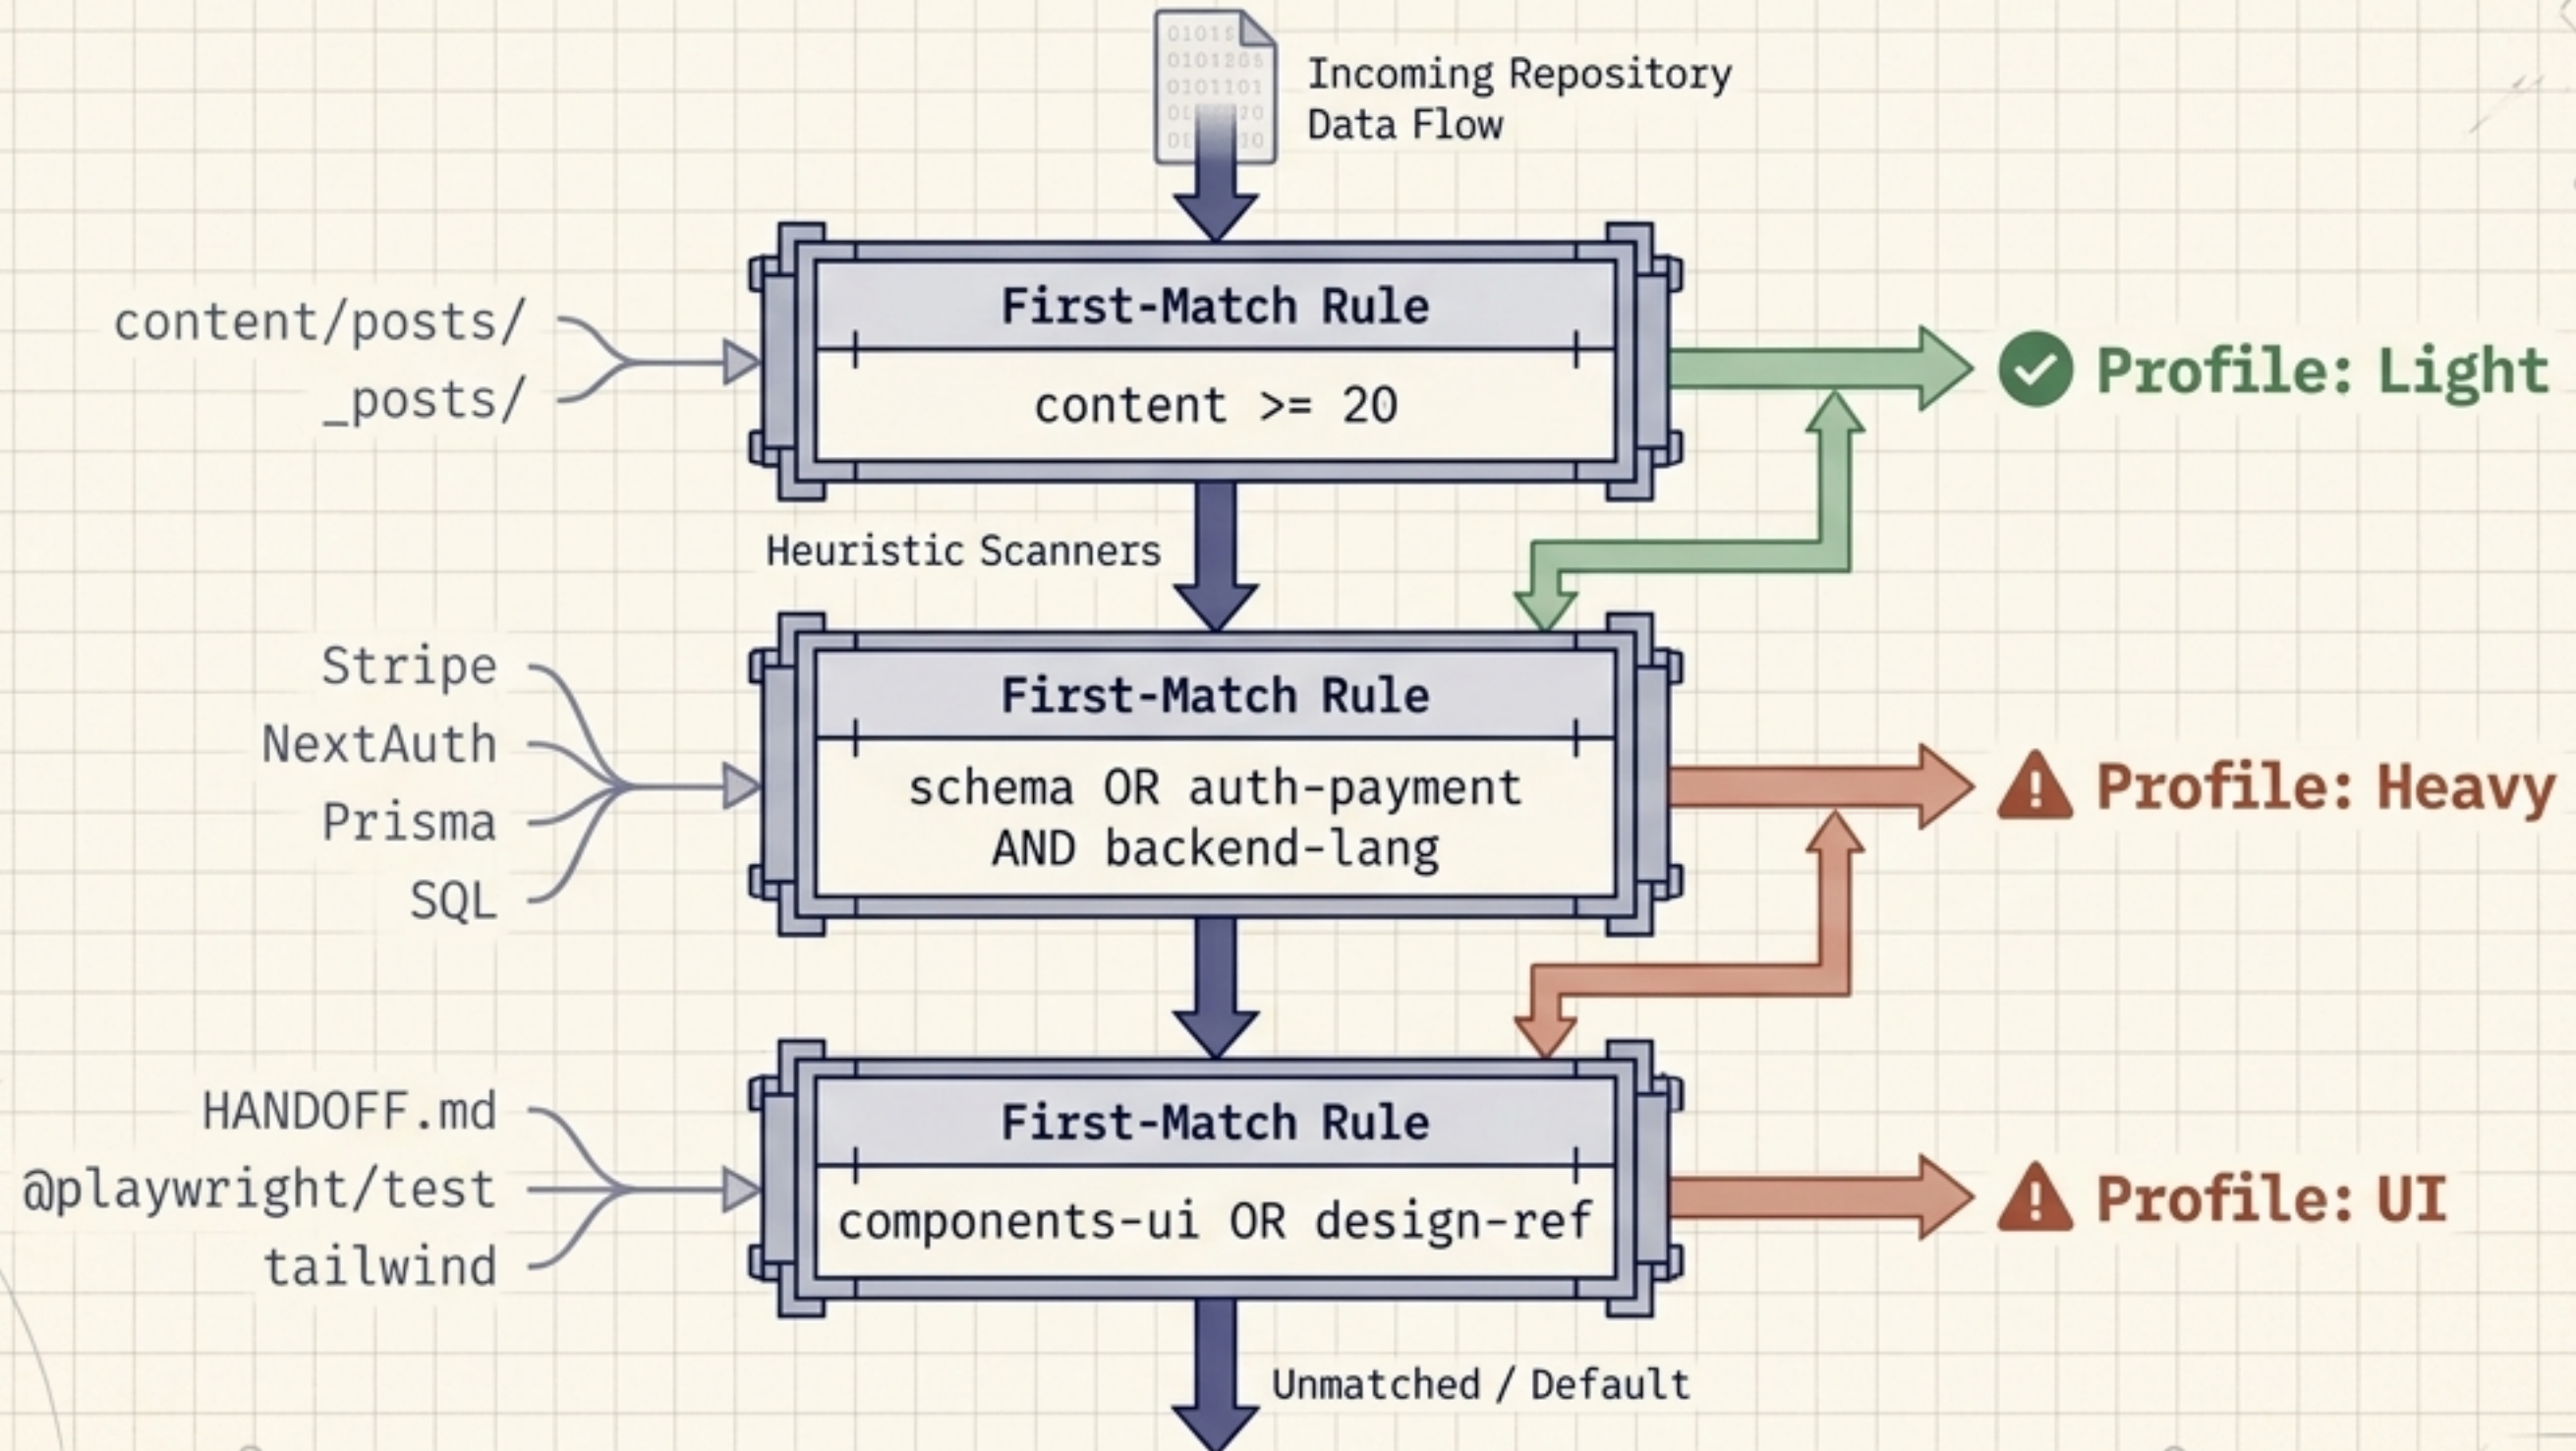 Incoming Repository
Data Flow
First-Match Rule
content >= 20
content/posts/
_posts/
Profile: Light
Heuristic Scanners
First-Match Rule
schema OR auth-payment
AND backend-lang
Stripe
NextAuth
Prisma
SQL
Profile: Heavy
First-Match Rule
components-ui OR design-ref
HANDOFF.md
@playwright/test
tailwind
Profile: UI
Unmatched / Default